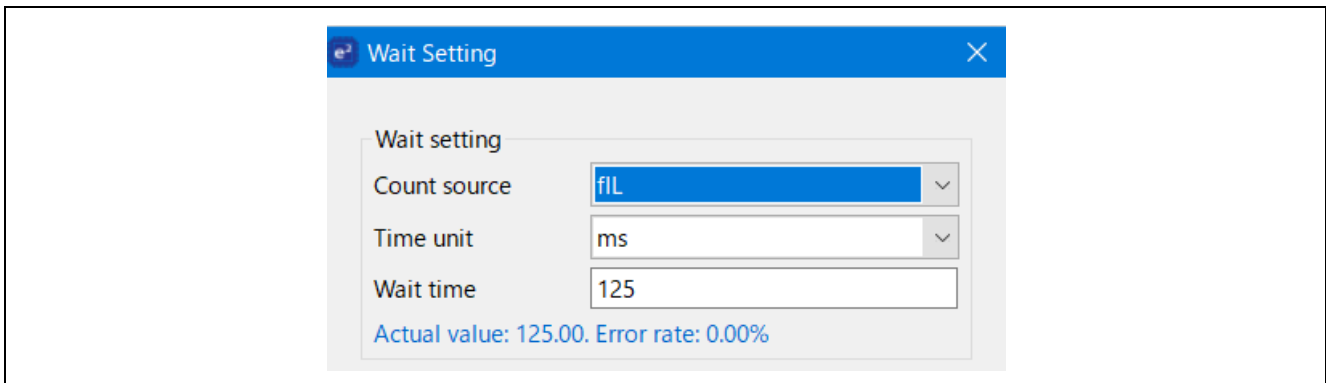 e² Wait Setting
Wait setting
Count source fIL
Time unit ms
Wait time 125
Actual value: 125.00. Error rate: 0.00%